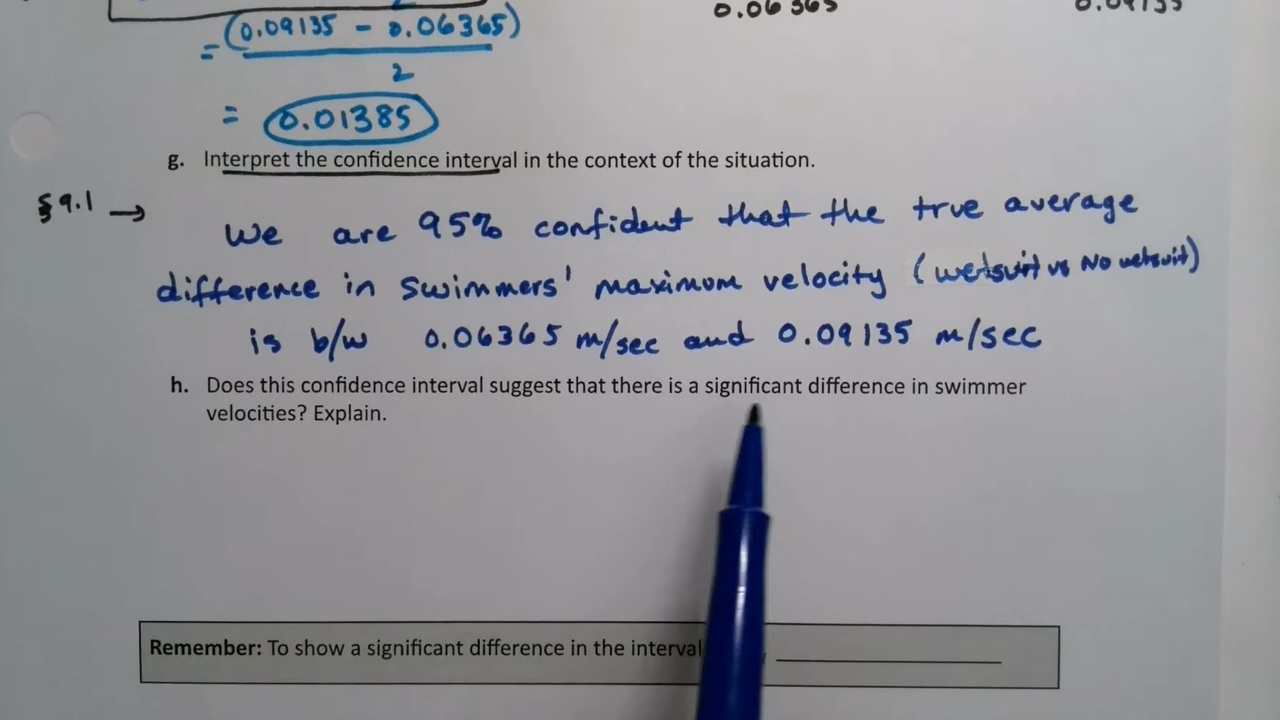 0.06365
0.09135
= (0.09135 - 0.06365)
2
= 0.01385
g. Interpret the confidence interval in the context of the situation.
§9.1 →
We are 95% confident that the true average
difference in swimmers' maximum velocity (wetsuit vs No wetsuit)
is b/w 0.06365 m/sec and 0.09135 m/sec
h. Does this confidence interval suggest that there is a significant difference in swimmer
velocities? Explain.
Remember: To show a significant difference in the interval